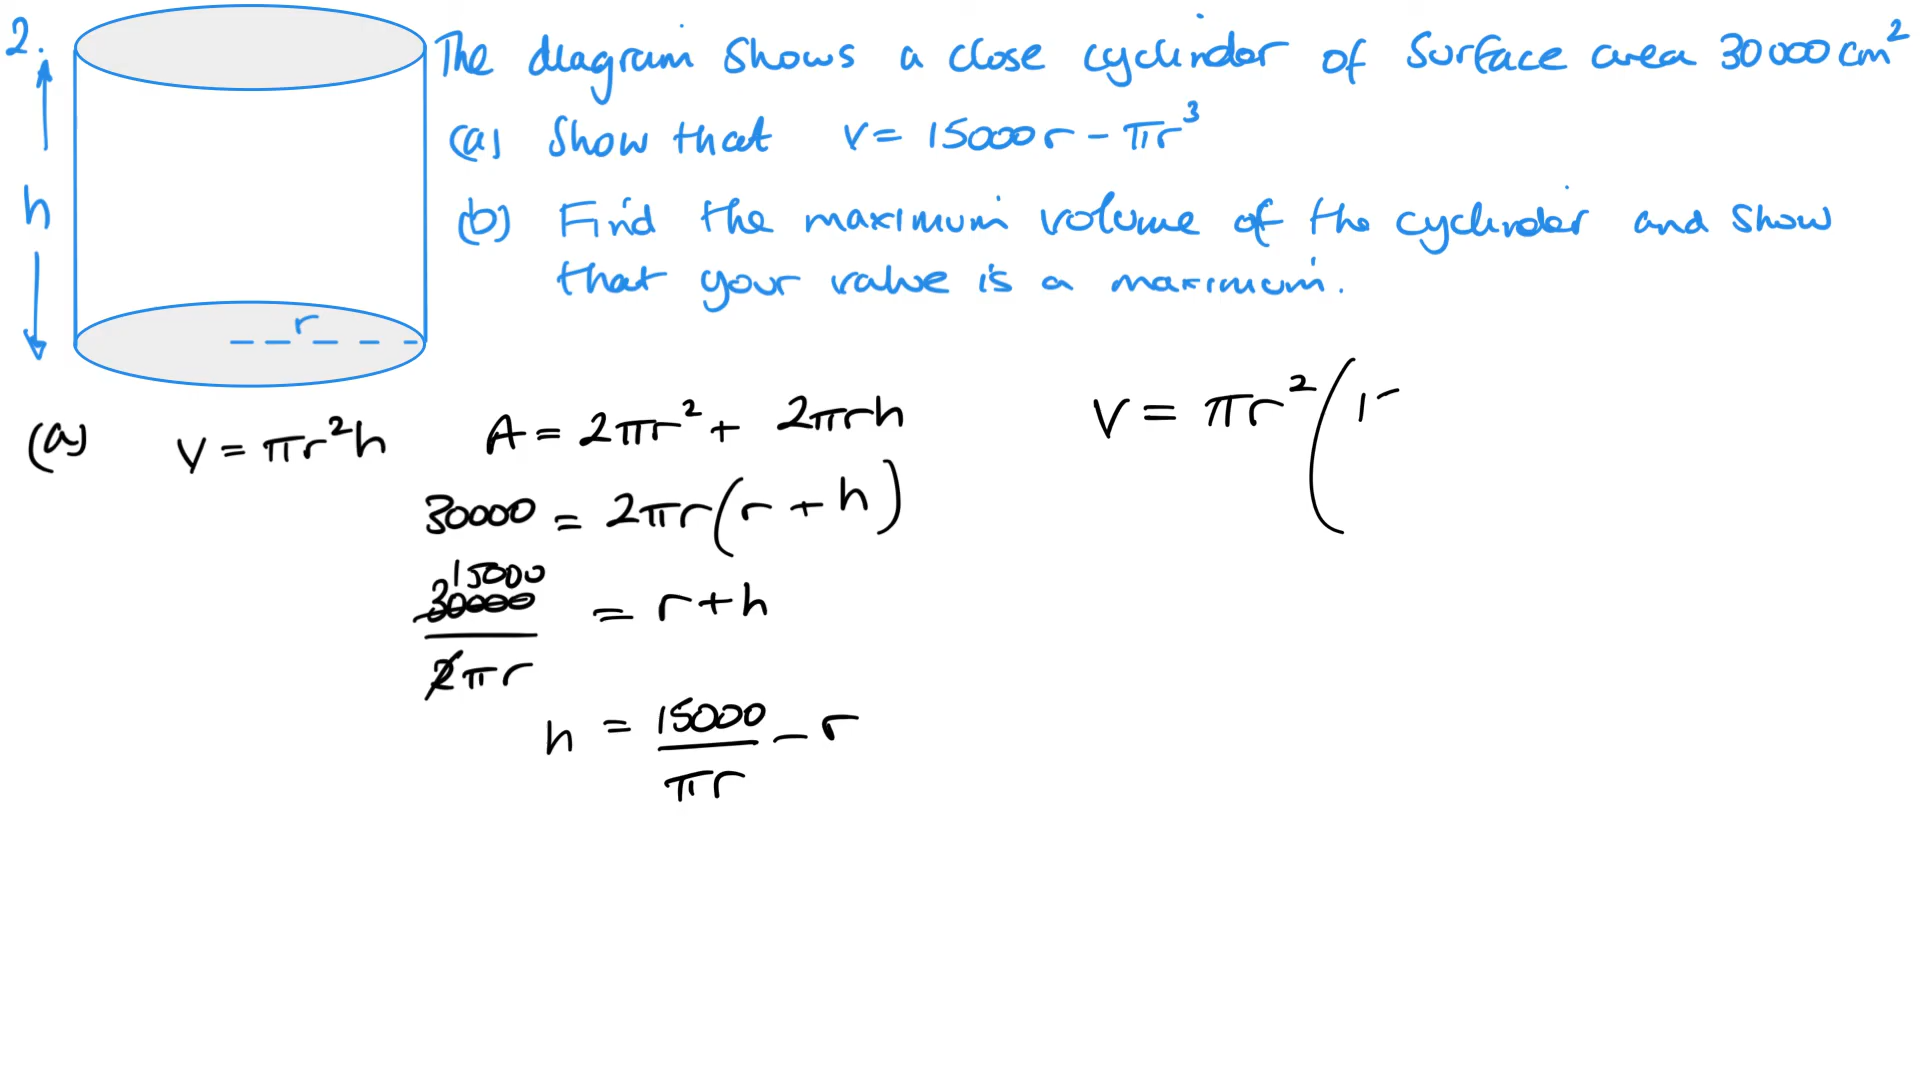 2.
The diagram shows a close cyclinder of surface area 30000 cm²
(a) Show that V = 15000r - πr³
(b) Find the maximum volume of the cyclinder and show
that your value is a maximum.
h
r
(a) V = πr²h A = 2πr² + 2πrh
30000 = 2πr(r + h)
15000
30000/2πr = r + h
h = 15000/πr - r
V = πr²(1